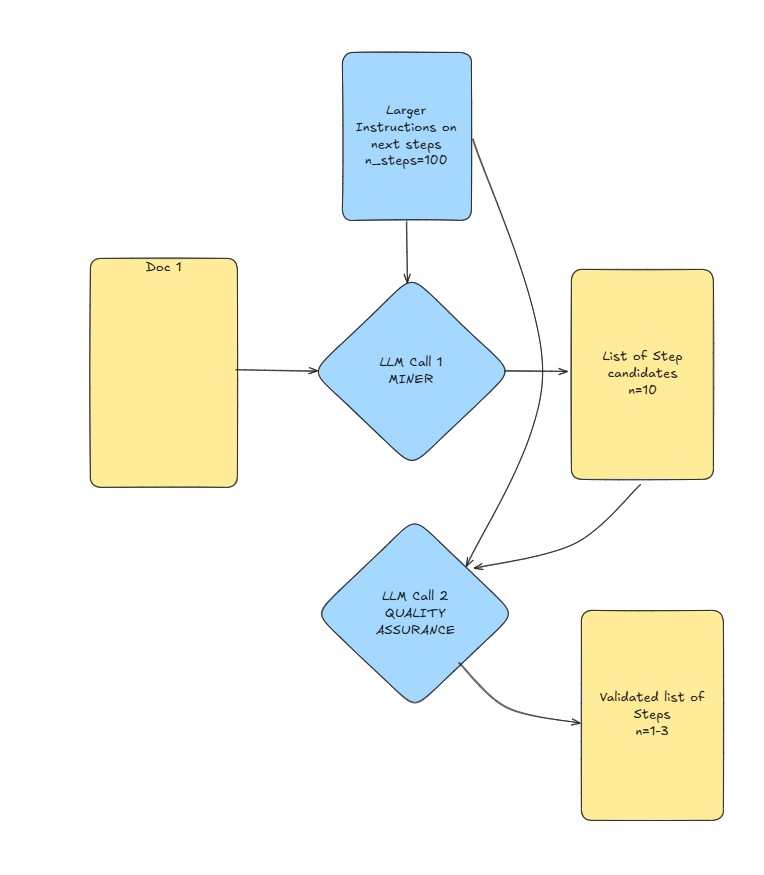 Larger
Instructions on
next steps
n_steps=100
Doc 1
LLM Call 1
MINER
List of Step
candidates
n=10
LLM Call 2
QUALITY
ASSURANCE
Validated list of
Steps
n=1-3